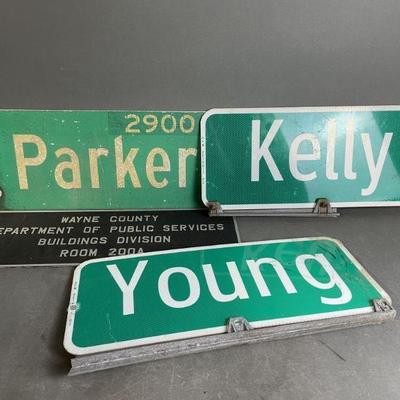 2900
Parker
Kelly
WAYNE COUNTY
DEPARTMENT OF PUBLIC SERVICES
BUILDINGS DIVISION
ROOM 200A
Young